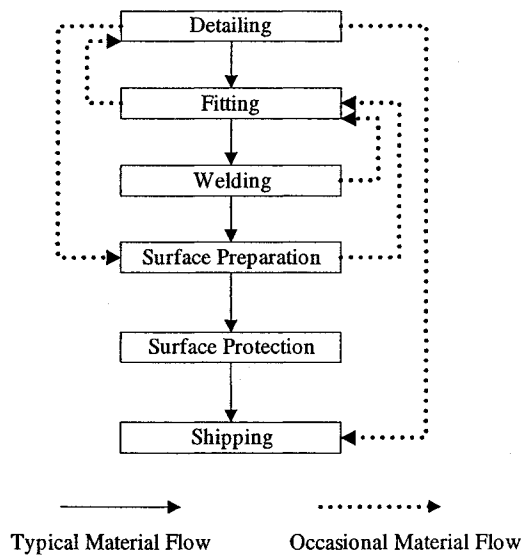 Detailing
Fitting
Welding
Surface Preparation
Surface Protection
Shipping
Typical Material Flow
Occasional Material Flow